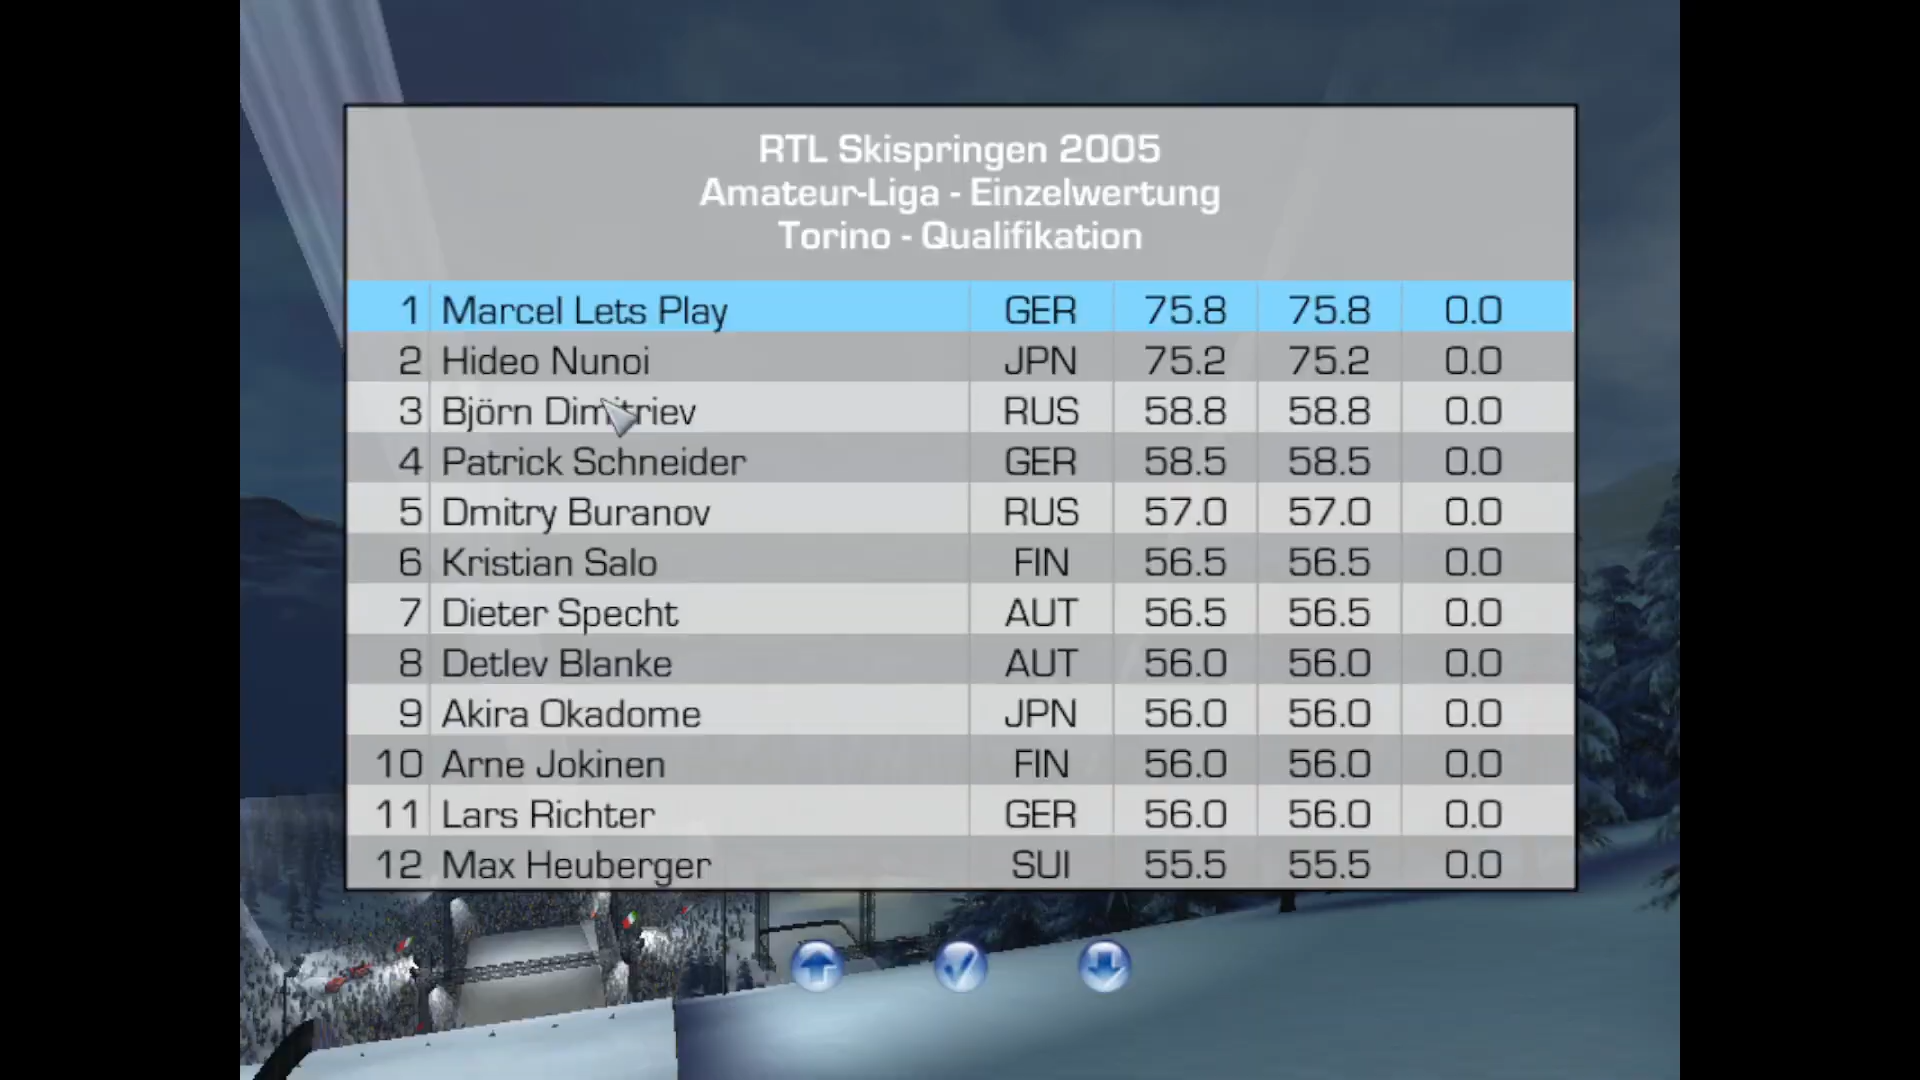 RTL Skispringen 2005
Amateur-Liga - Einzelwertung
Torino - Qualifikation
1 Marcel Lets Play GER 75.8 75.8 0.0
2 Hideo Nunoi JPN 75.2 75.2 0.0
3 Björn Dimitriev RUS 58.8 58.8 0.0
4 Patrick Schneider GER 58.5 58.5 0.0
5 Dmitry Buranov RUS 57.0 57.0 0.0
6 Kristian Salo FIN 56.5 56.5 0.0
7 Dieter Specht AUT 56.5 56.5 0.0
8 Detlev Blanke AUT 56.0 56.0 0.0
9 Akira Okadome JPN 56.0 56.0 0.0
10 Arne Jokinen FIN 56.0 56.0 0.0
11 Lars Richter GER 56.0 56.0 0.0
12 Max Heuberger SUI 55.5 55.5 0.0